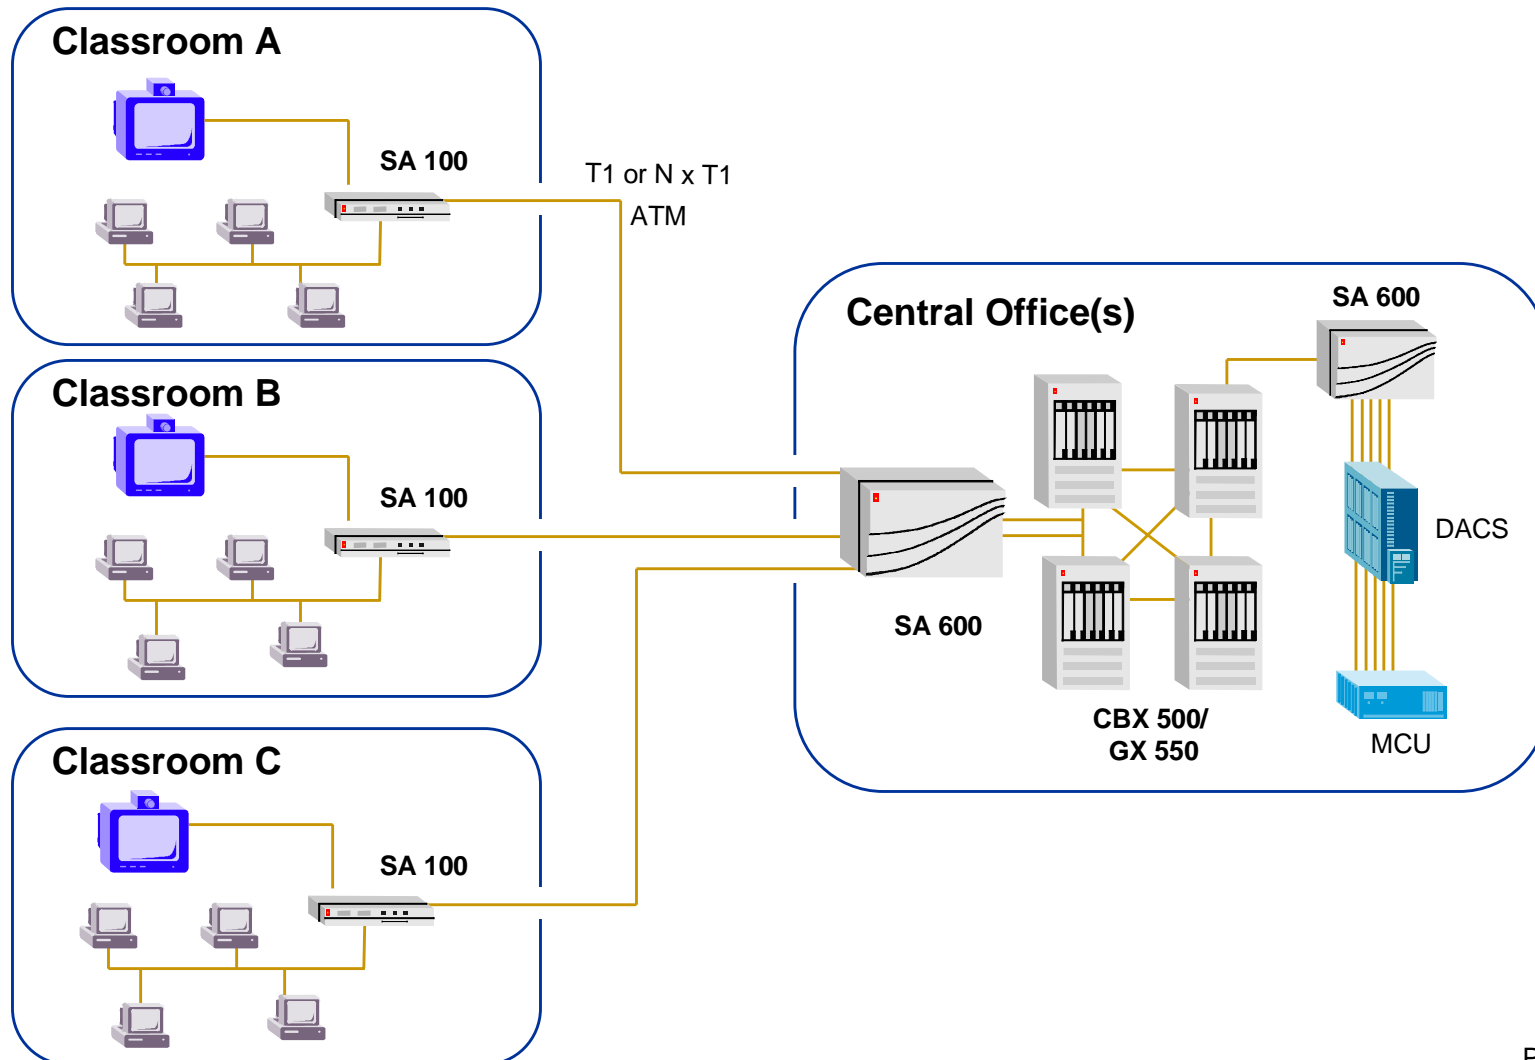 Classroom A
SA 100
T1 or N x T1
ATM
Classroom B
SA 100
Classroom C
SA 100
Central Office(s)
SA 600
SA 600
CBX 500/
GX 550
DACS
MCU